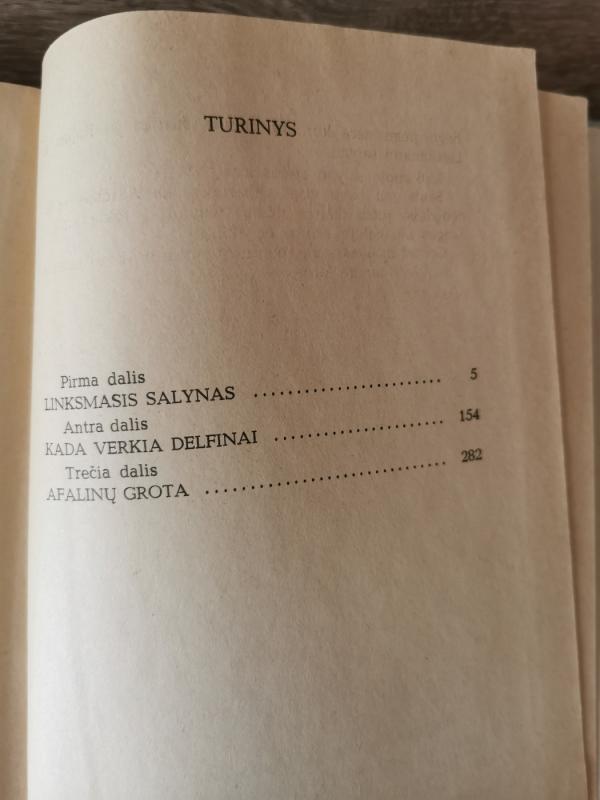 TURINYS
Pirma dalis
LINKSMASIS SALYNAS ........................ 5
Antra dalis
KADA VERKIA DELFINAI ...................... 154
Trečia dalis
AFALINŲ GROTA ............................... 282